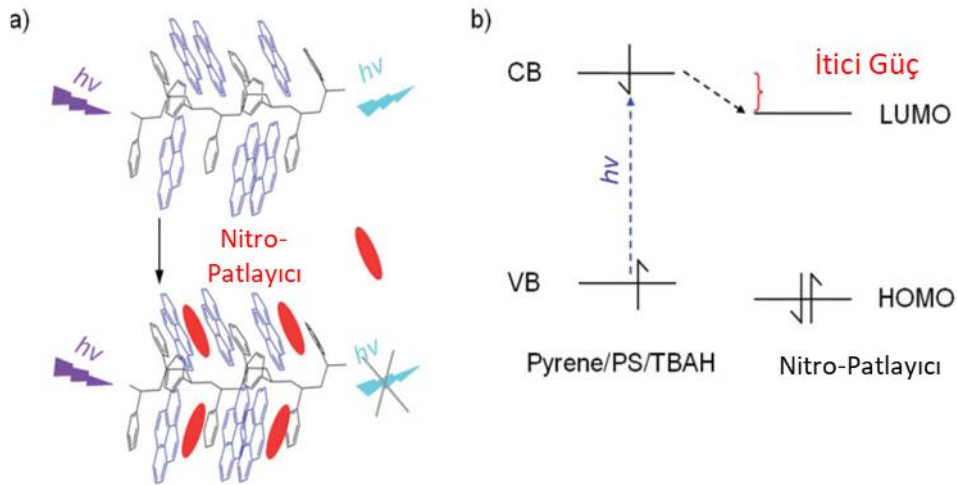 a)
hv
hv
Nitro-
Patlayıcı
hv
hv
b)
CB
İtici Güç
LUMO
hv
VB
HOMO
Pyrene/PS/TBAH
Nitro-Patlayıcı